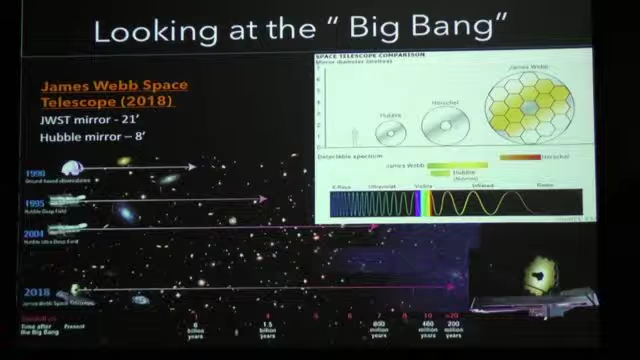 Looking at the " Big Bang"
SPACE TELESCOPE COMPARISON
Mirror diameter (metres)
James Webb
Herschel
Hubble
James Webb Space
Telescope (2018)
JWST mirror - 21'
Hubble mirror – 8'
Detectable spectrum
James Webb
Herschel
Hubble
X-Rays Ultraviolet Visible Infrared
1990
Ground based observatories
1995
Hubble Deep Field
2004
Hubble Ultra Deep Field
2018
James Webb Space Telescope
Time after
the Big Bang
Present
6
billion
years
1.5
billion
years
800
million
years
480
million
years
200
million
years